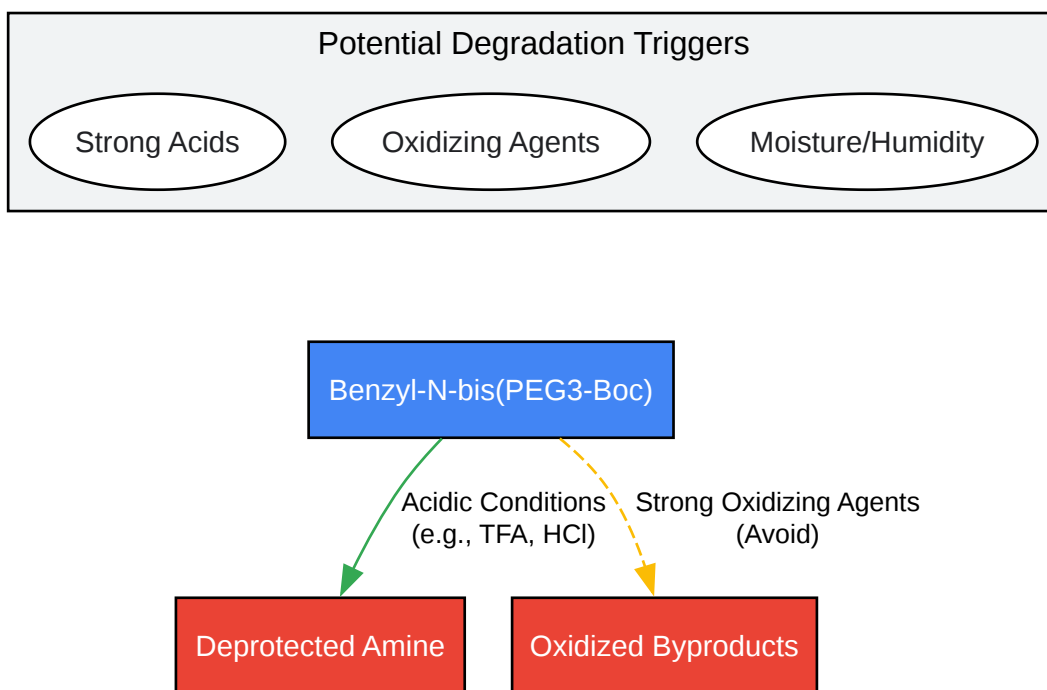 Potential Degradation Triggers
Strong Acids
Oxidizing Agents
Moisture/Humidity
Benzyl-N-bis(PEG3-Boc)
Acidic Conditions
(e.g., TFA, HCl)
Strong Oxidizing Agents
(Avoid)
Deprotected Amine
Oxidized Byproducts